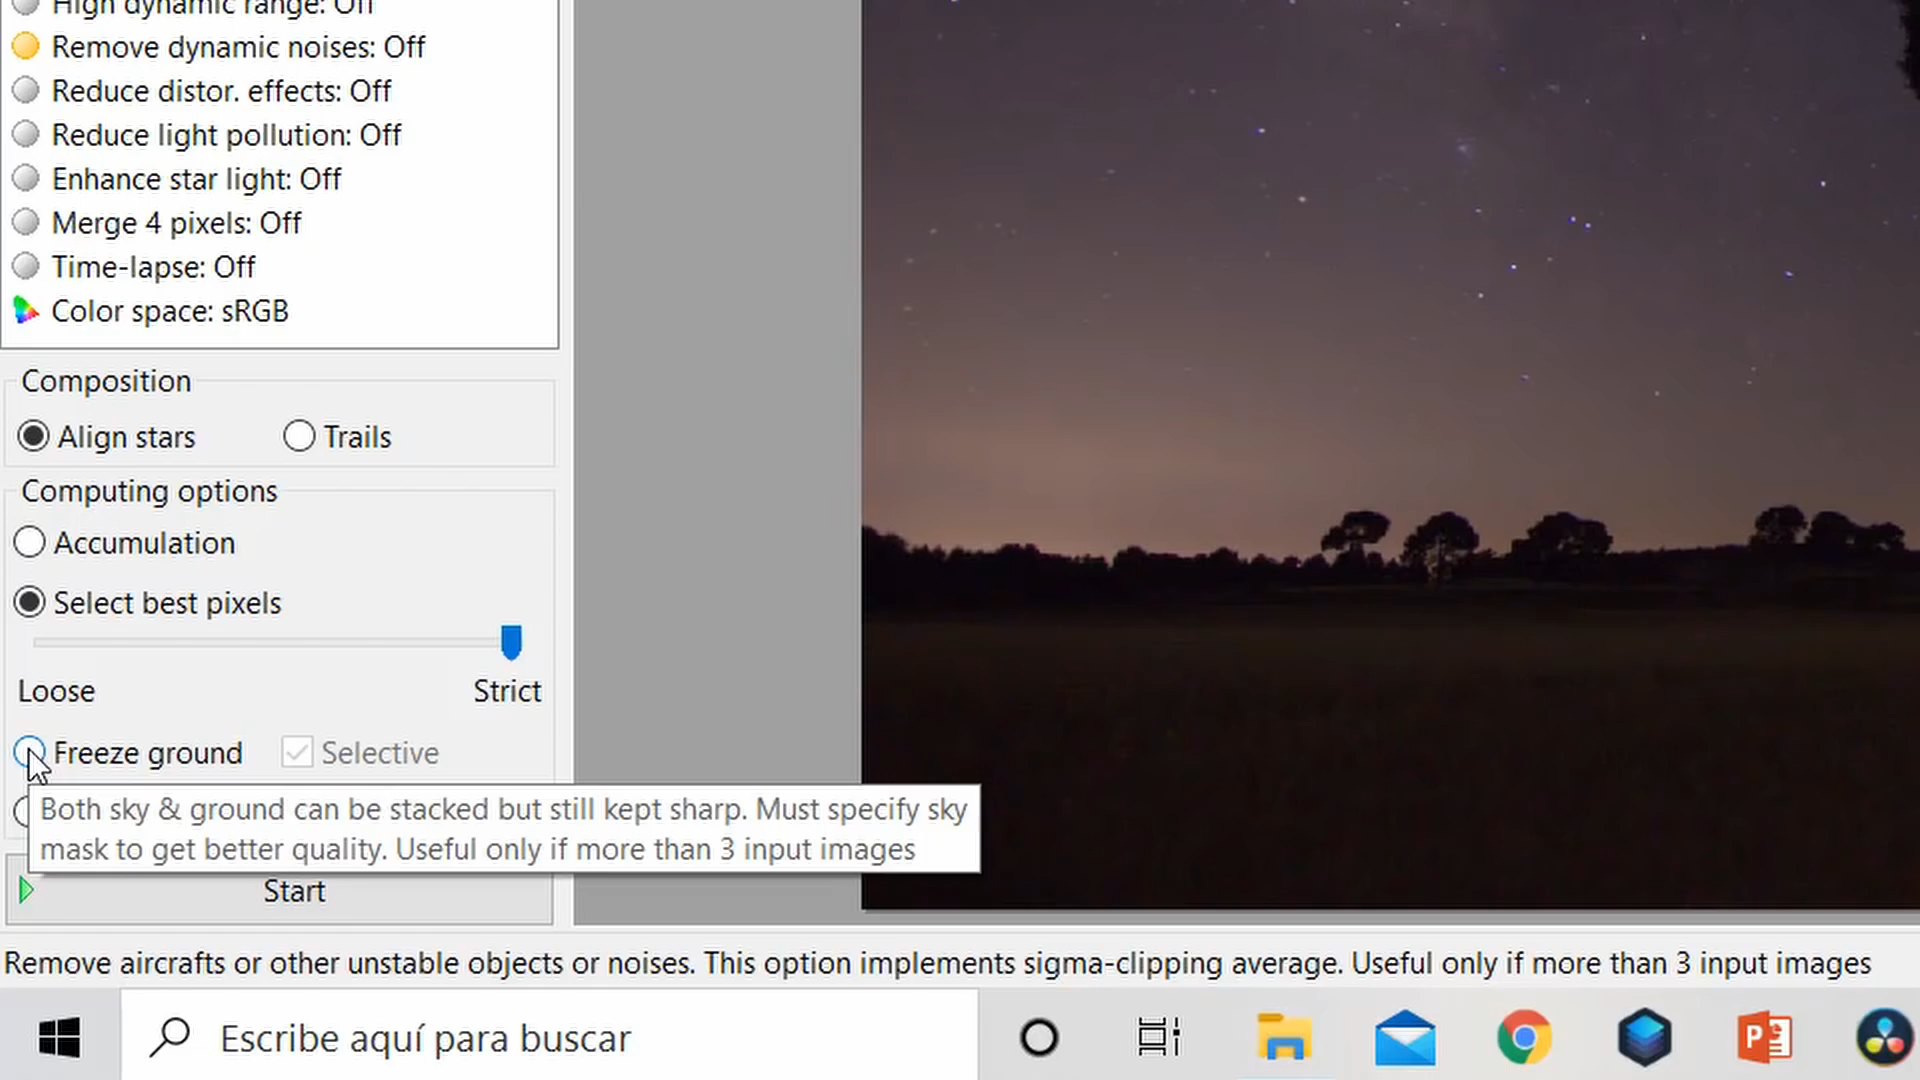 High dynamic range: Off
Remove dynamic noises: Off
Reduce distor. effects: Off
Reduce light pollution: Off
Enhance star light: Off
Merge 4 pixels: Off
Time-lapse: Off
Color space: sRGB
Composition
Align stars Trails
Computing options
Accumulation
Select best pixels
Loose Strict
Freeze ground Selective
Both sky & ground can be stacked but still kept sharp. Must specify sky
mask to get better quality. Useful only if more than 3 input images
Start
Remove aircrafts or other unstable objects or noises. This option implements sigma-clipping average. Useful only if more than 3 input images
Escribe aquí para buscar